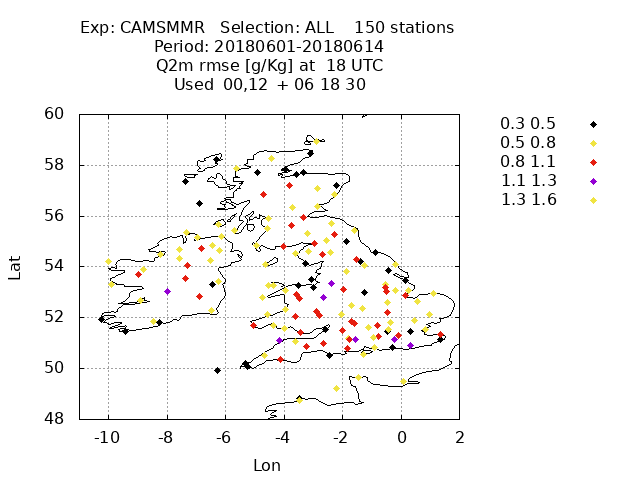 Exp: CAMSMMR   Selection: ALL    150 stations
Period: 20180601-20180614
Q2m rmse [g/Kg] at  18 UTC
Used  00,12  + 06 18 30
60
58
56
54
52
50
48
Lat
-10 -8 -6 -4 -2 0 2
Lon
0.3 0.5
0.5 0.8
0.8 1.1
1.1 1.3
1.3 1.6